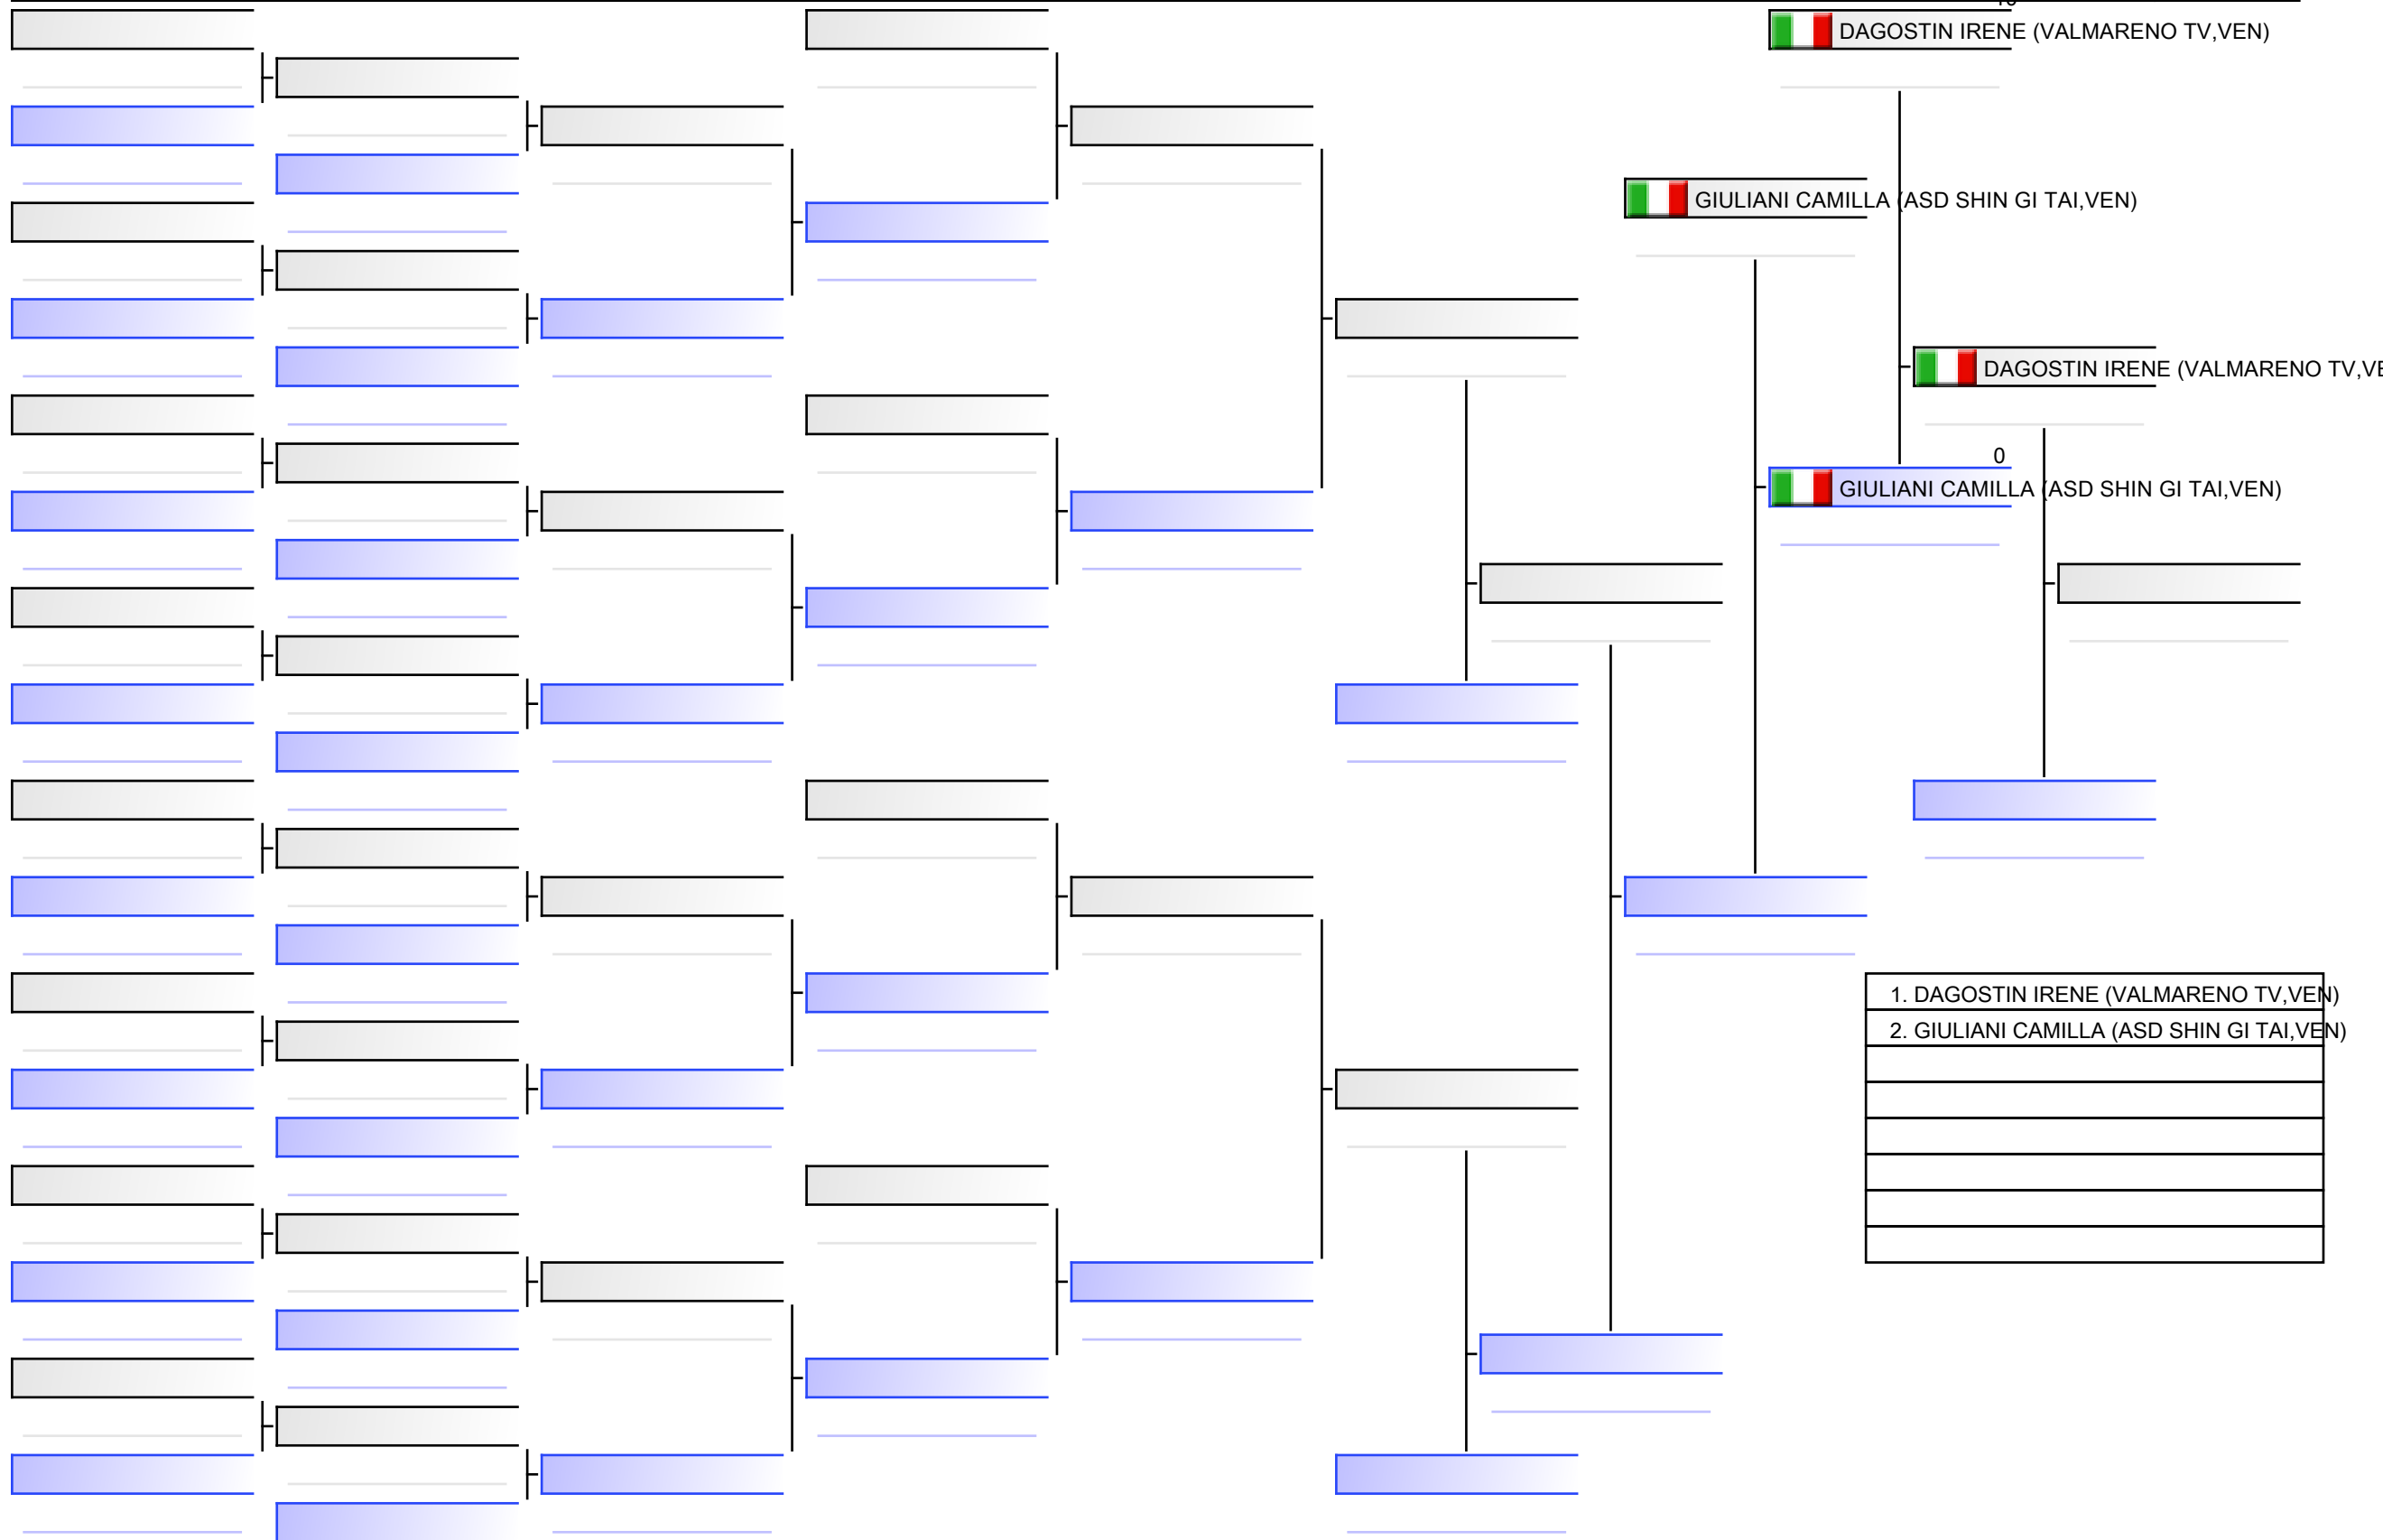 DAGOSTIN IRENE (VALMARENO TV,VEN)
GIULIANI CAMILLA (ASD SHIN GI TAI,VEN)
DAGOSTIN IRENE (VALMARENO TV,VE
0
GIULIANI CAMILLA (ASD SHIN GI TAI,VEN)
1. DAGOSTIN IRENE (VALMARENO TV,VEN)
2. GIULIANI CAMILLA (ASD SHIN GI TAI,VEN)